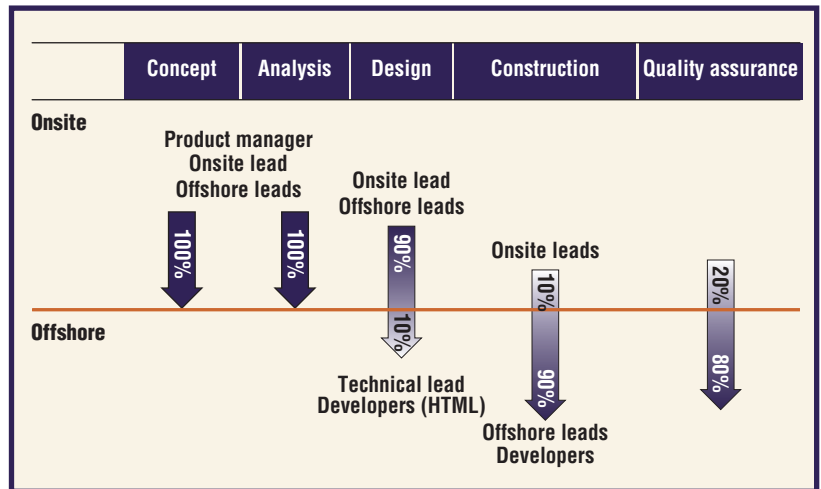 Concept Analysis Design Construction Quality assurance
Onsite
Product manager
Onsite lead
Offshore leads
100%
100%
Onsite lead
Offshore leads
90%
Onsite leads
10%
20%
Offshore
10%
Technical lead
Developers (HTML)
90%
Offshore leads
Developers
80%